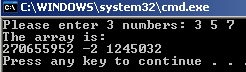 C:\WINDOWS\system32\cmd.exe
Please enter 3 numbers: 3 5 7
The array is:
270655952 -2 1245032
Press any key to continue . . .